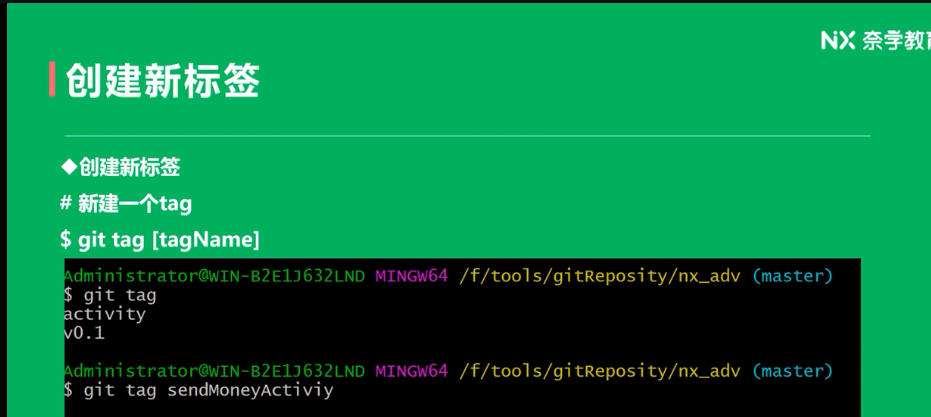 NX 奈学教育
创建新标签
◆创建新标签
# 新建一个tag
$ git tag [tagName]
Administrator@WIN-B2E1J632LND MINGW64 /f/tools/gitReposity/nx_adv (master)
$ git tag
activity
v0.1
Administrator@WIN-B2E1J632LND MINGW64 /f/tools/gitReposity/nx_adv (master)
$ git tag sendMoneyActiviy